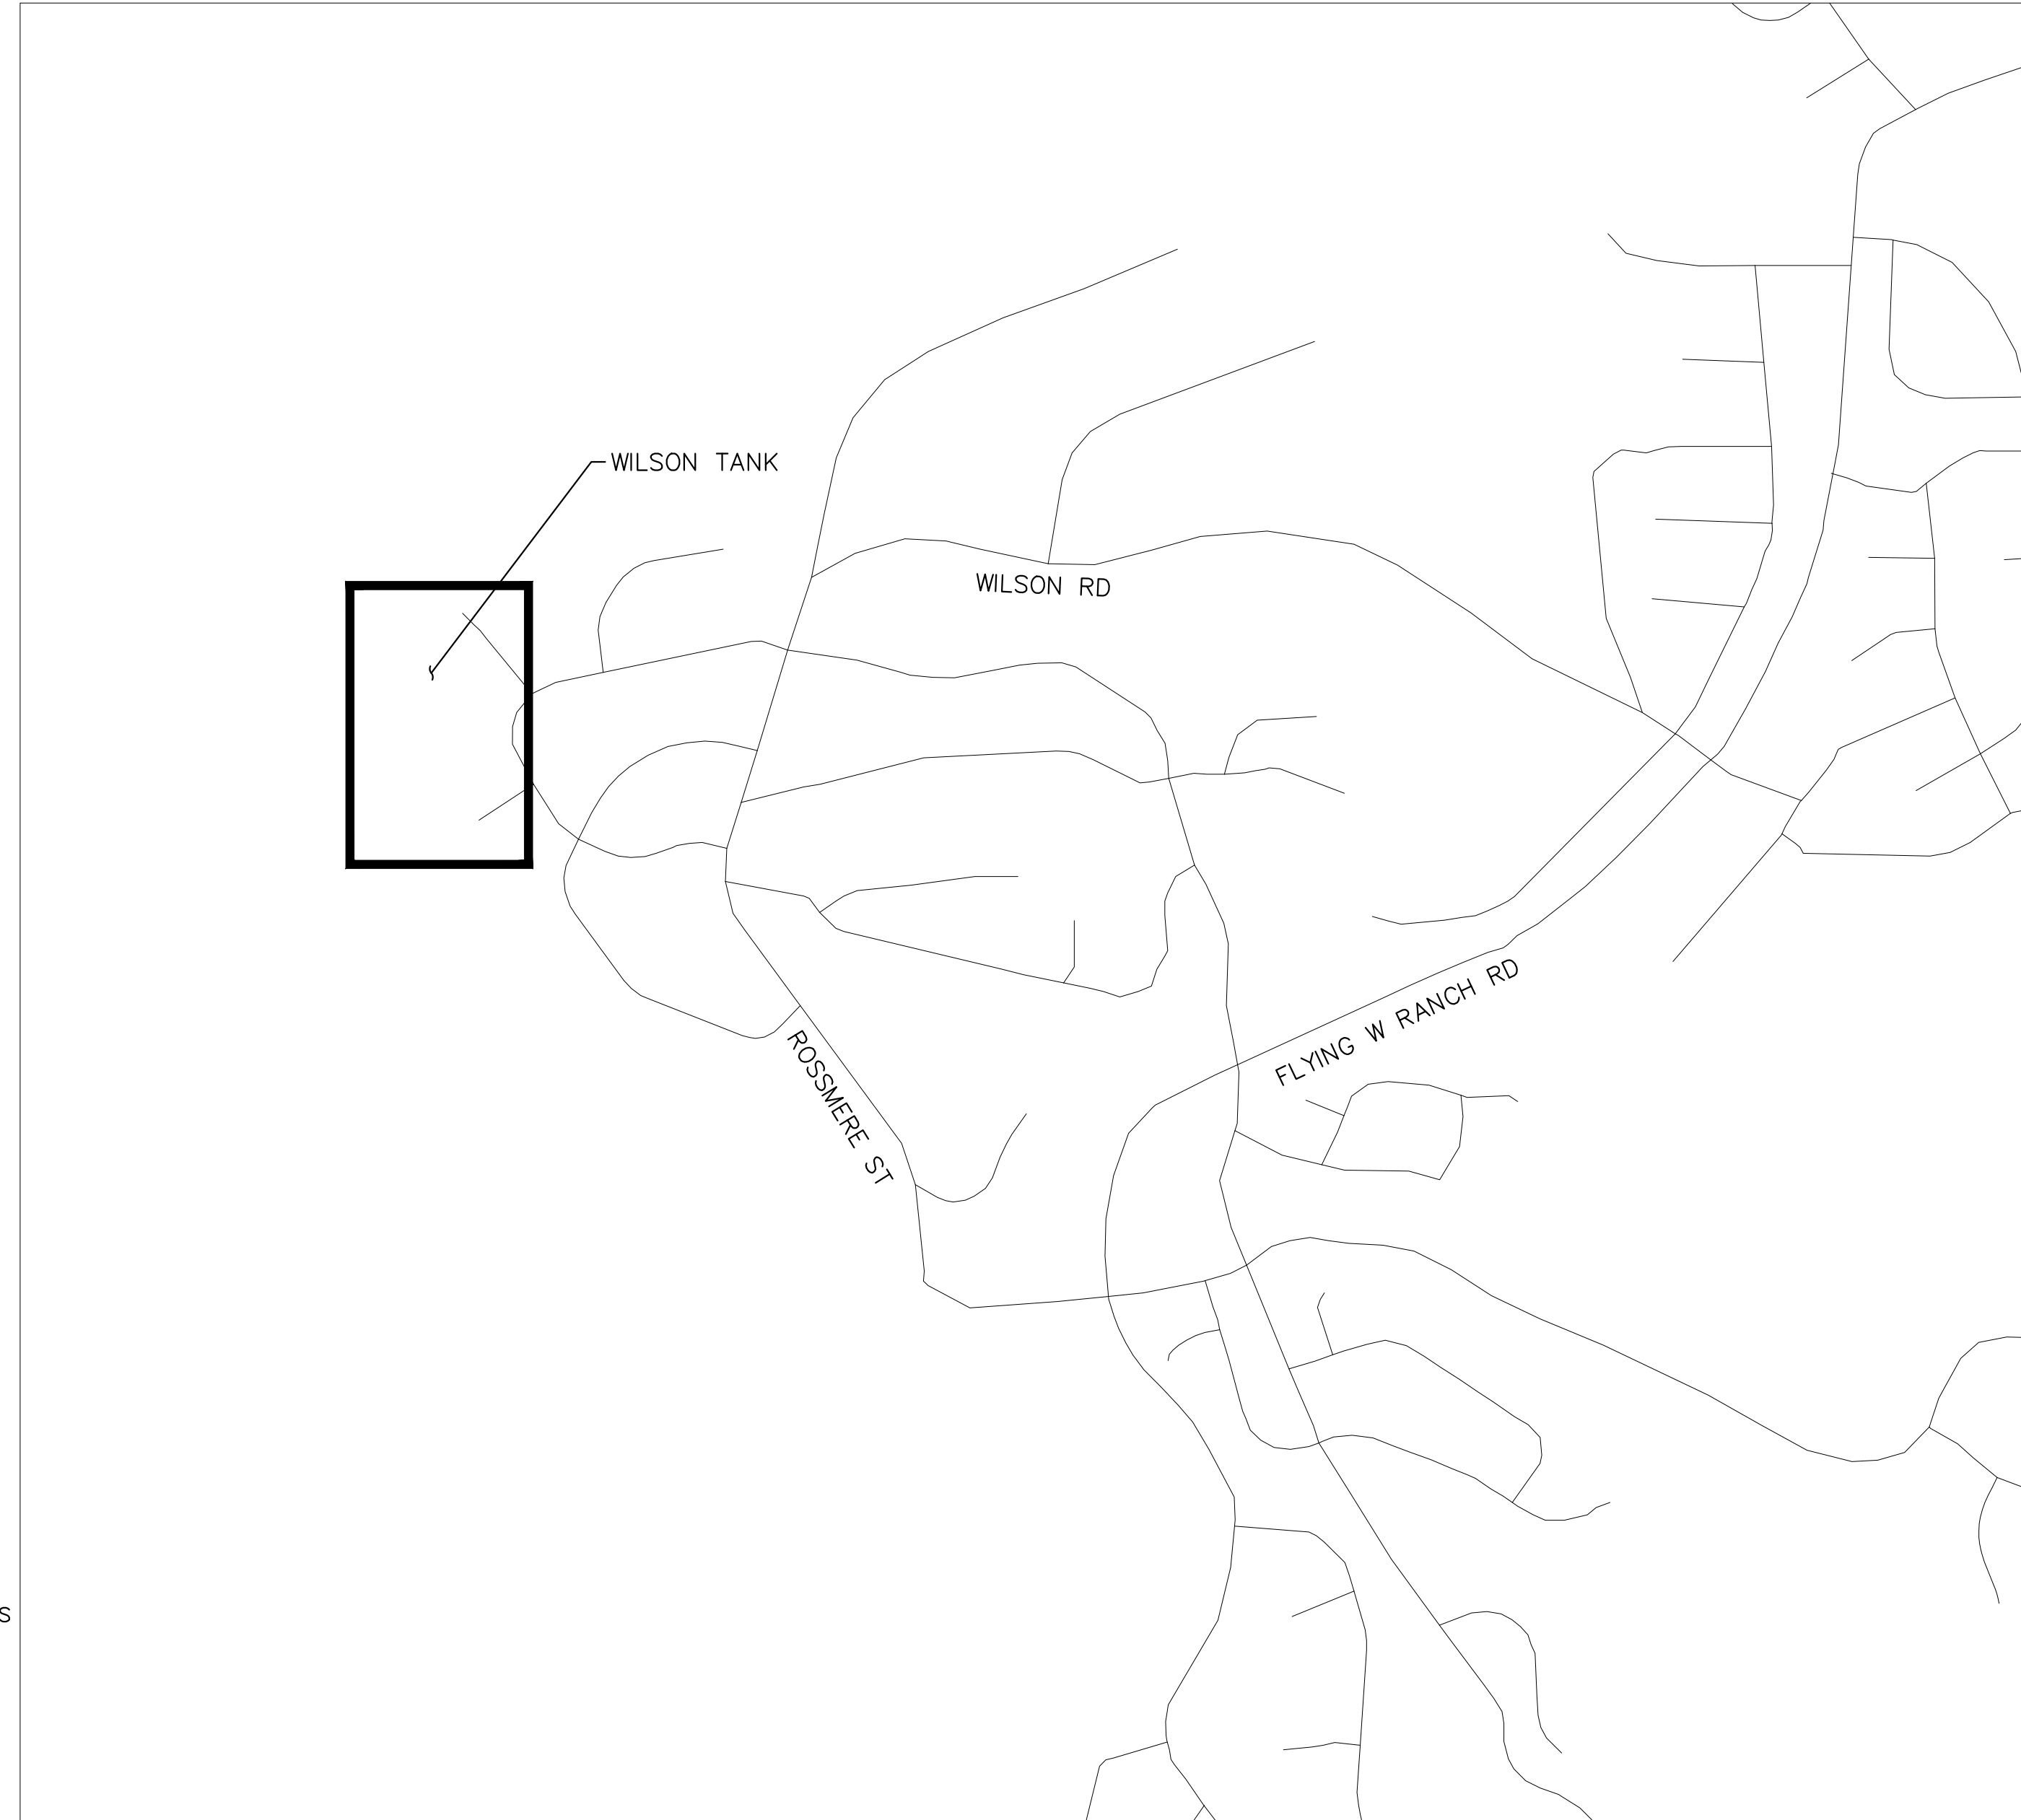 WILSON TANK
WILSON RD
FLYING W RANCH RD
ROSSMERE ST
S